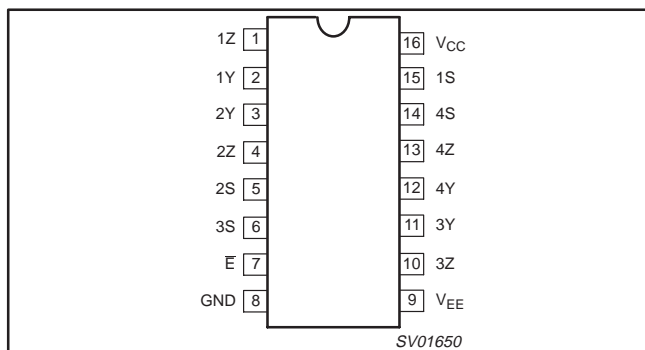 1Z 1 16 VCC
1Y 2 15 1S
2Y 3 14 4S
2Z 4 13 4Z
2S 5 12 4Y
3S 6 11 3Y
E̅ 7 10 3Z
GND 8 9 VEE
SV01650